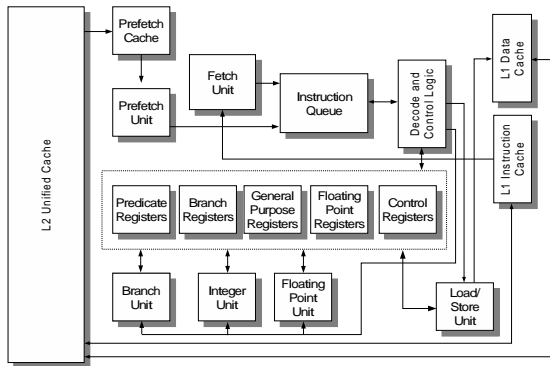 L2 Unified Cache
Prefetch
Cache
Prefetch
Unit
Fetch
Unit
Instruction
Queue
Decode and
Control Logic
L1 Data
Cache
L1 Instruction
Cache
Predicate
Registers
Branch
Registers
General
Purpose
Registers
Floating
Point
Registers
Control
Registers
Branch
Unit
Integer
Unit
Floating
Point
Unit
Load/
Store
Unit